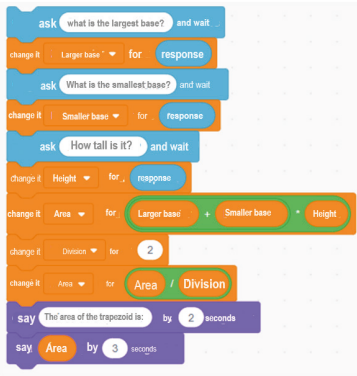 ask what is the largest base? and wait
change it Larger base for response
ask What is the smallest base? and wait
change it Smaller base for response
ask How tall is it? and wait
change it Height for response
change it Area for Larger base + Smaller base * Height
change it Division for 2
change it Area for Area / Division
say The area of the trapezoid is: by 2 seconds
say Área by 3 seconds